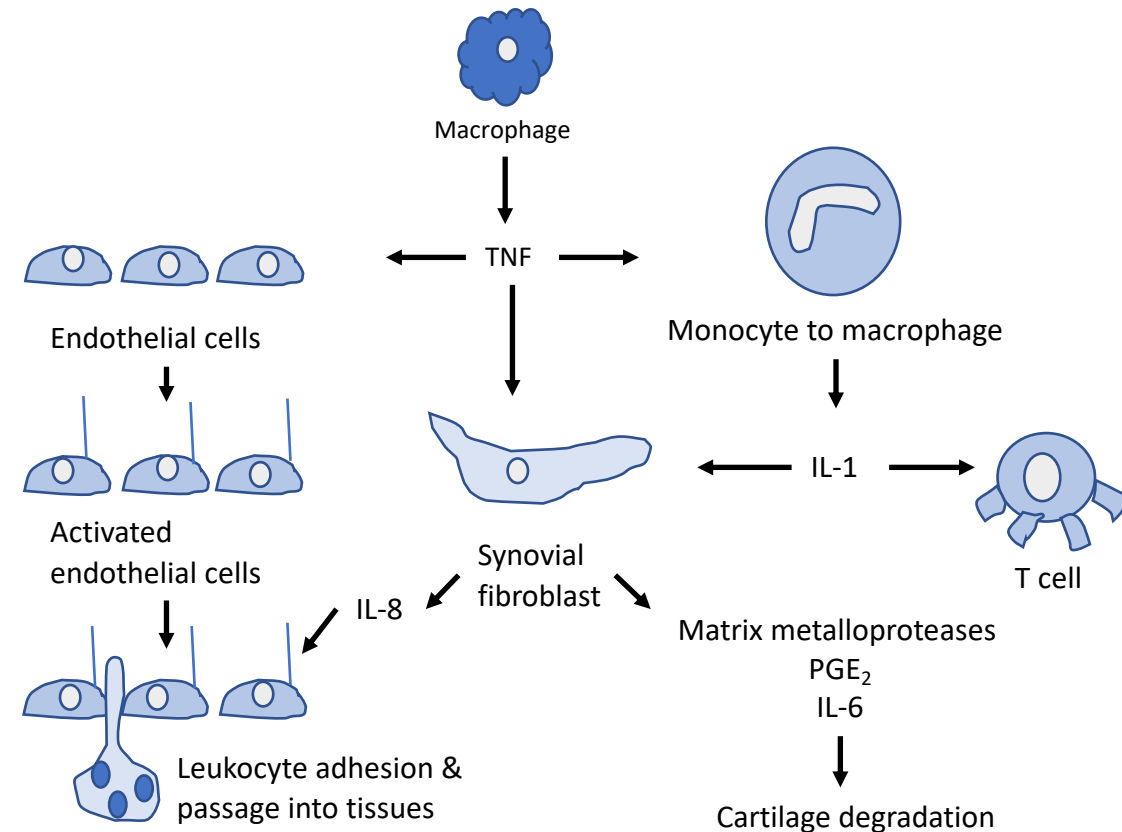 Macrophage
TNF
Endothelial cells
Monocyte to macrophage
IL-1
Activated
endothelial cells
Synovial
fibroblast
T cell
IL-8
Matrix metalloproteases
PGE₂
IL-6
Leukocyte adhesion &
passage into tissues
Cartilage degradation